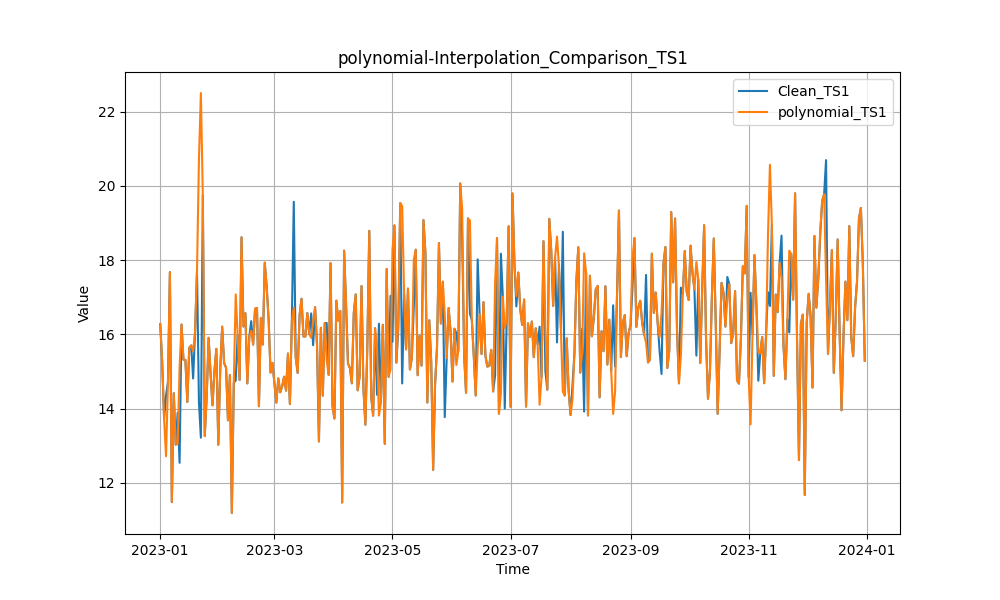 polynomial-Interpolation_Comparison_TS1
Clean_TS1
polynomial_TS1
Value
22
20
18
16
14
12
2023-01
2023-03
2023-05
2023-07
2023-09
2023-11
2024-01
Time